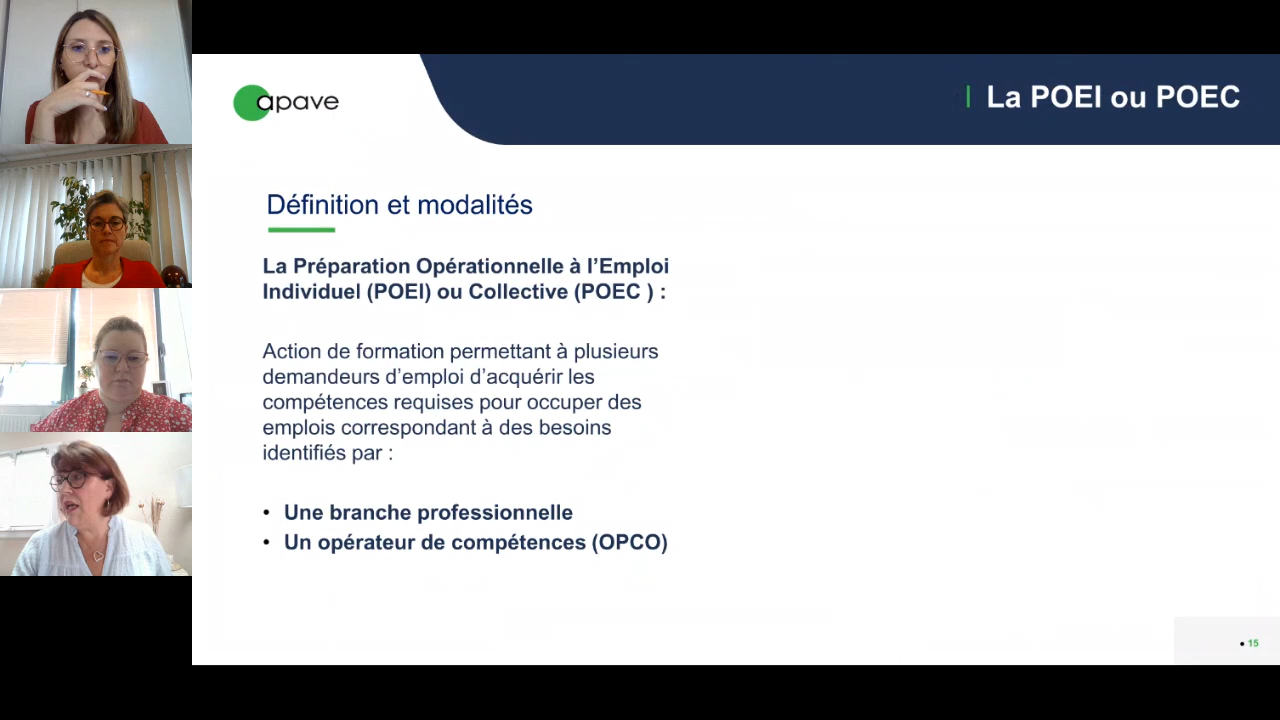 apave
La POEI ou POEC
Définition et modalités
La Préparation Opérationnelle à l'Emploi
Individuel (POEI) ou Collective (POEC ) :
Action de formation permettant à plusieurs
demandeurs d'emploi d'acquérir les
compétences requises pour occuper des
emplois correspondant à des besoins
identifiés par :
• Une branche professionnelle
• Un opérateur de compétences (OPCO)
• 15